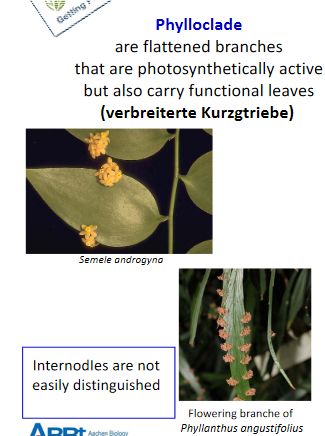 Getting
Phylloclade
are flattened branches
that are photosynthetically active
but also carry functional leaves
(verbreiterte Kurzgtriebe)
Semele androgyna
Internodles are not
easily distinguished
Flowering branche of
Phyllanthus angustifolius
Aachen Biology